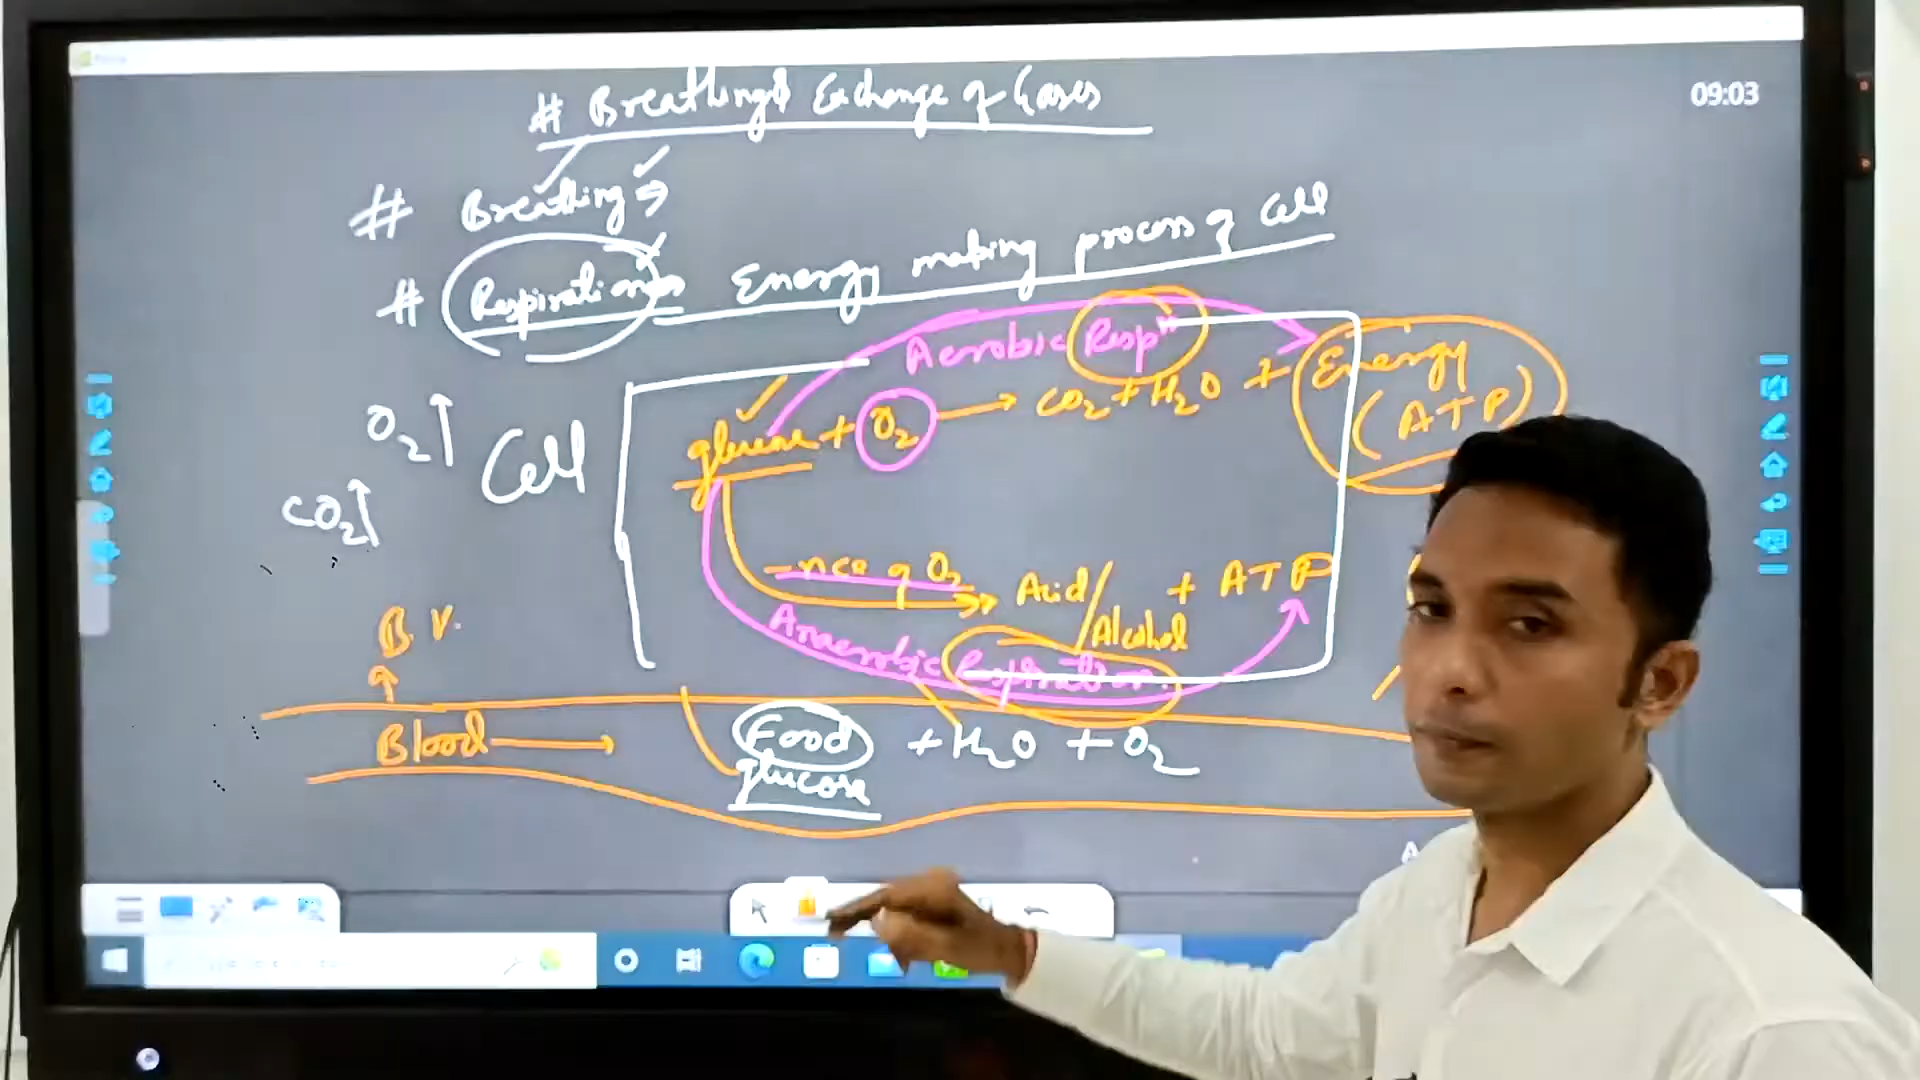 # Breathing & Exchange of Gases
09:03
# Breathing →
# Respiration → Energy making process of cell
Aerobic Respⁿ
glucose + O₂ → CO₂ + H₂O + Energy (ATP)
O₂↑ Cell
CO₂↑
-nce of O₂ → Acid/Alcohol + ATP
Anaerobic Respiration.
B.V.
Blood → Food + H₂O + O₂
glucose